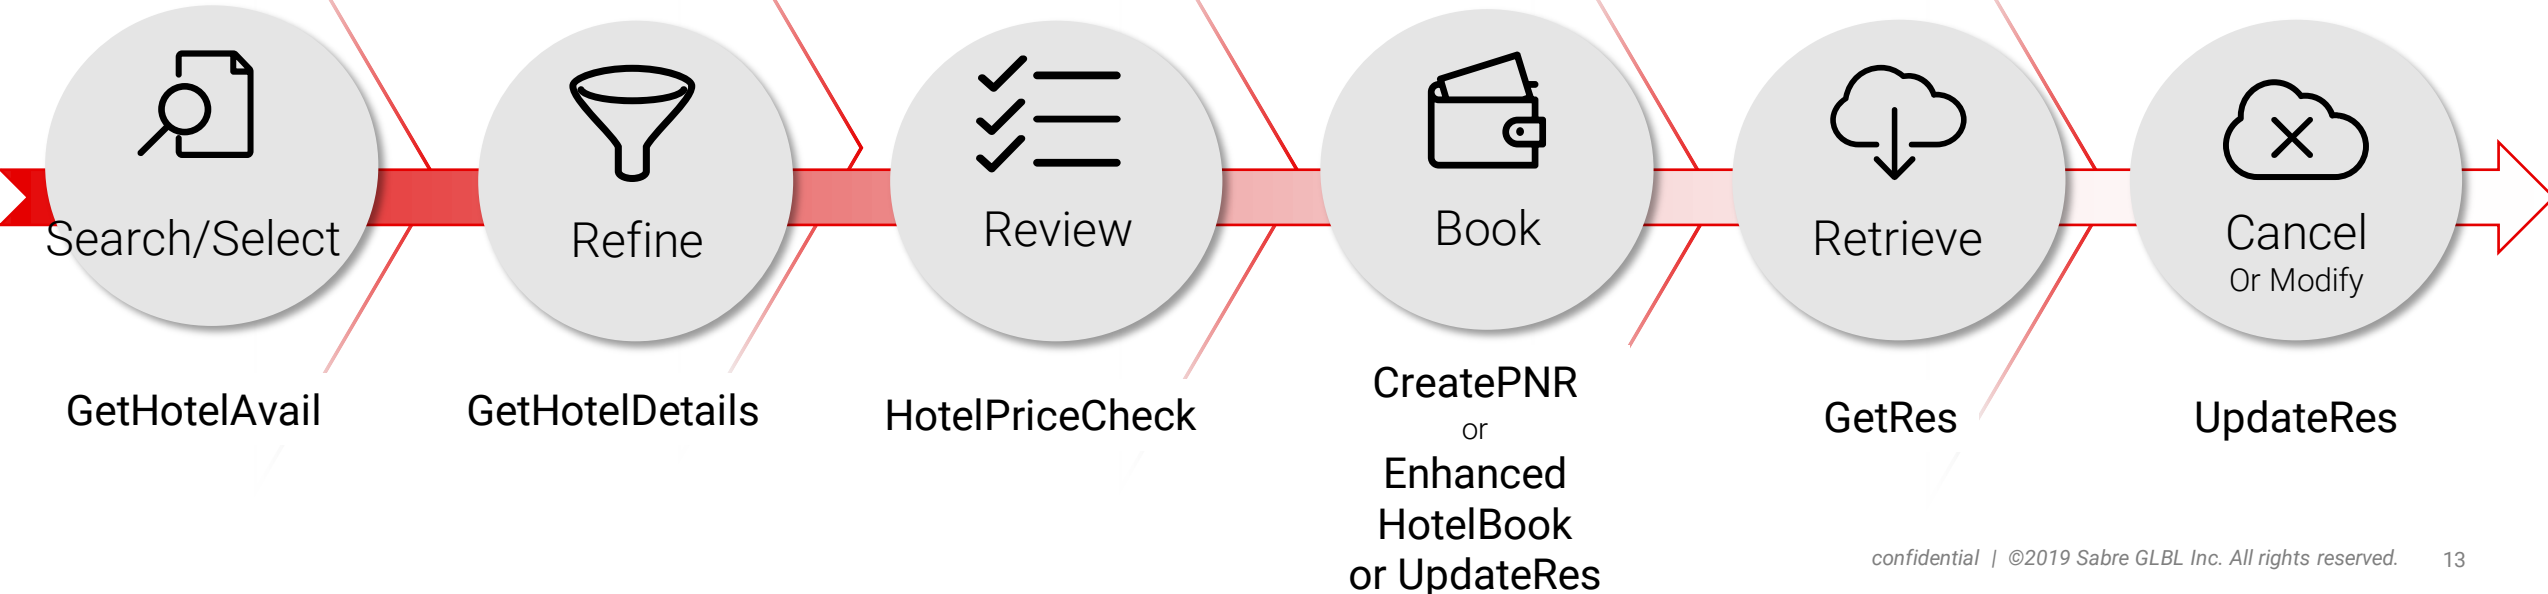 Search/Select
GetHotelAvail
Refine
GetHotelDetails
Review
HotelPriceCheck
Book
CreatePNR
or
Enhanced
HotelBook
or UpdateRes
Retrieve
GetRes
Cancel
Or Modify
UpdateRes
confidential | ©2019 Sabre GLBL Inc. All rights reserved. 13